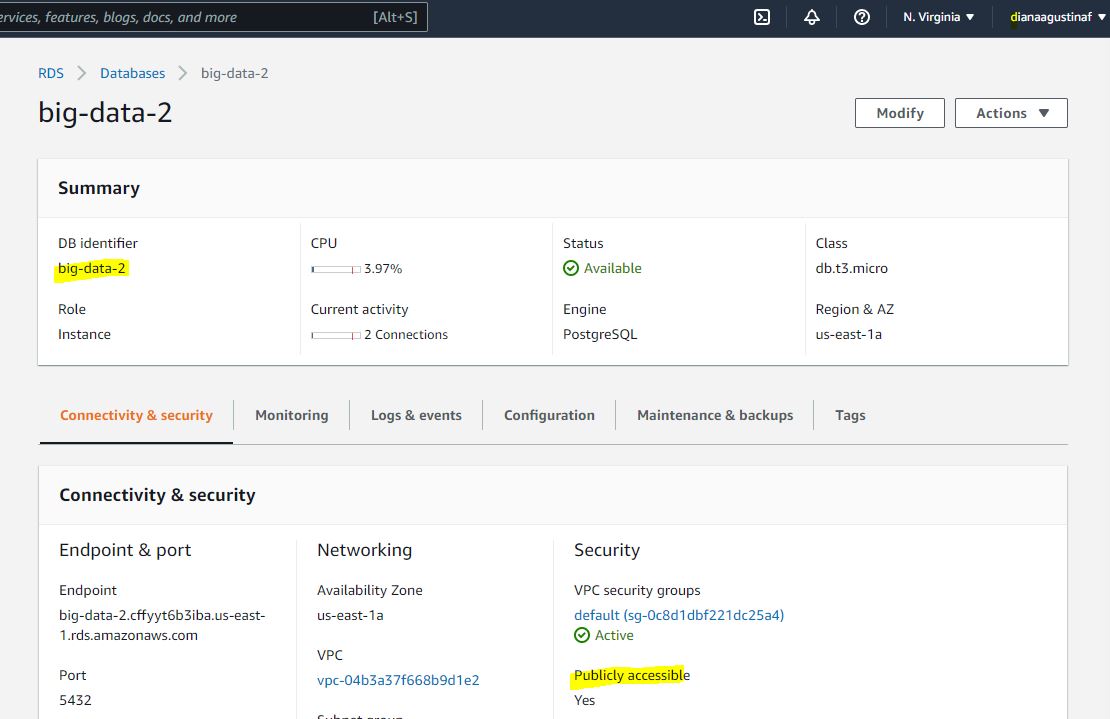 ervices, features, blogs, docs, and more [Alt+S] N. Virginia dianaagustinaf
RDS Databases big-data-2
big-data-2
Modify Actions
Summary
DB identifier CPU Status Class
big-data-2 3.97% Available db.t3.micro
Role Current activity Engine Region & AZ
Instance 2 Connections PostgreSQL us-east-1a
Connectivity & security Monitoring Logs & events Configuration Maintenance & backups Tags
Connectivity & security
Endpoint & port Networking Security
Endpoint Availability Zone VPC security groups
big-data-2.cffyyt6b3iba.us-east- us-east-1a default (sg-0c8d1dbf221dc25a4)
1.rds.amazonaws.com Active
VPC
Port Publicly accessible
vpc-04b3a37f668b9d1e2
5432 Yes
Subnet group